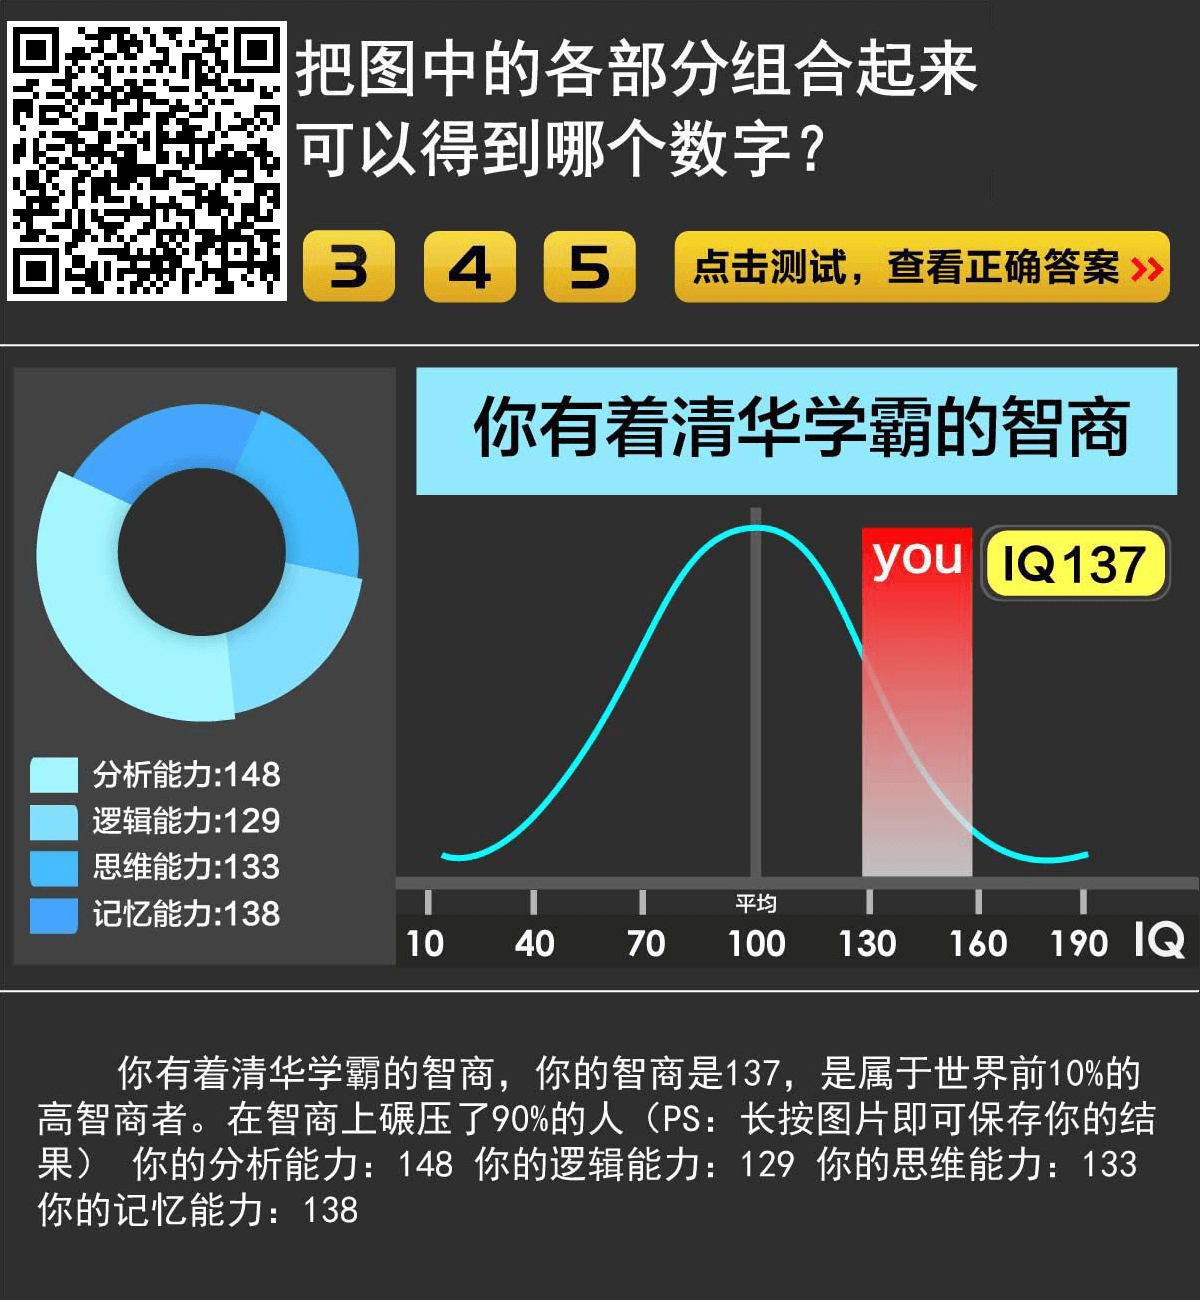 把图中的各部分组合起来
可以得到哪个数字？
3 4 5 点击测试，查看正确答案 >>
你有着清华学霸的智商
you
IQ137
分析能力:148
逻辑能力:129
思维能力:133
记忆能力:138
平均
10 40 70 100 130 160 190 IQ
你有着清华学霸的智商，你的智商是137，是属于世界前10%的
高智商者。在智商上碾压了90%的人（PS：长按图片即可保存你的结
果） 你的分析能力：148 你的逻辑能力：129 你的思维能力：133
你的记忆能力：138